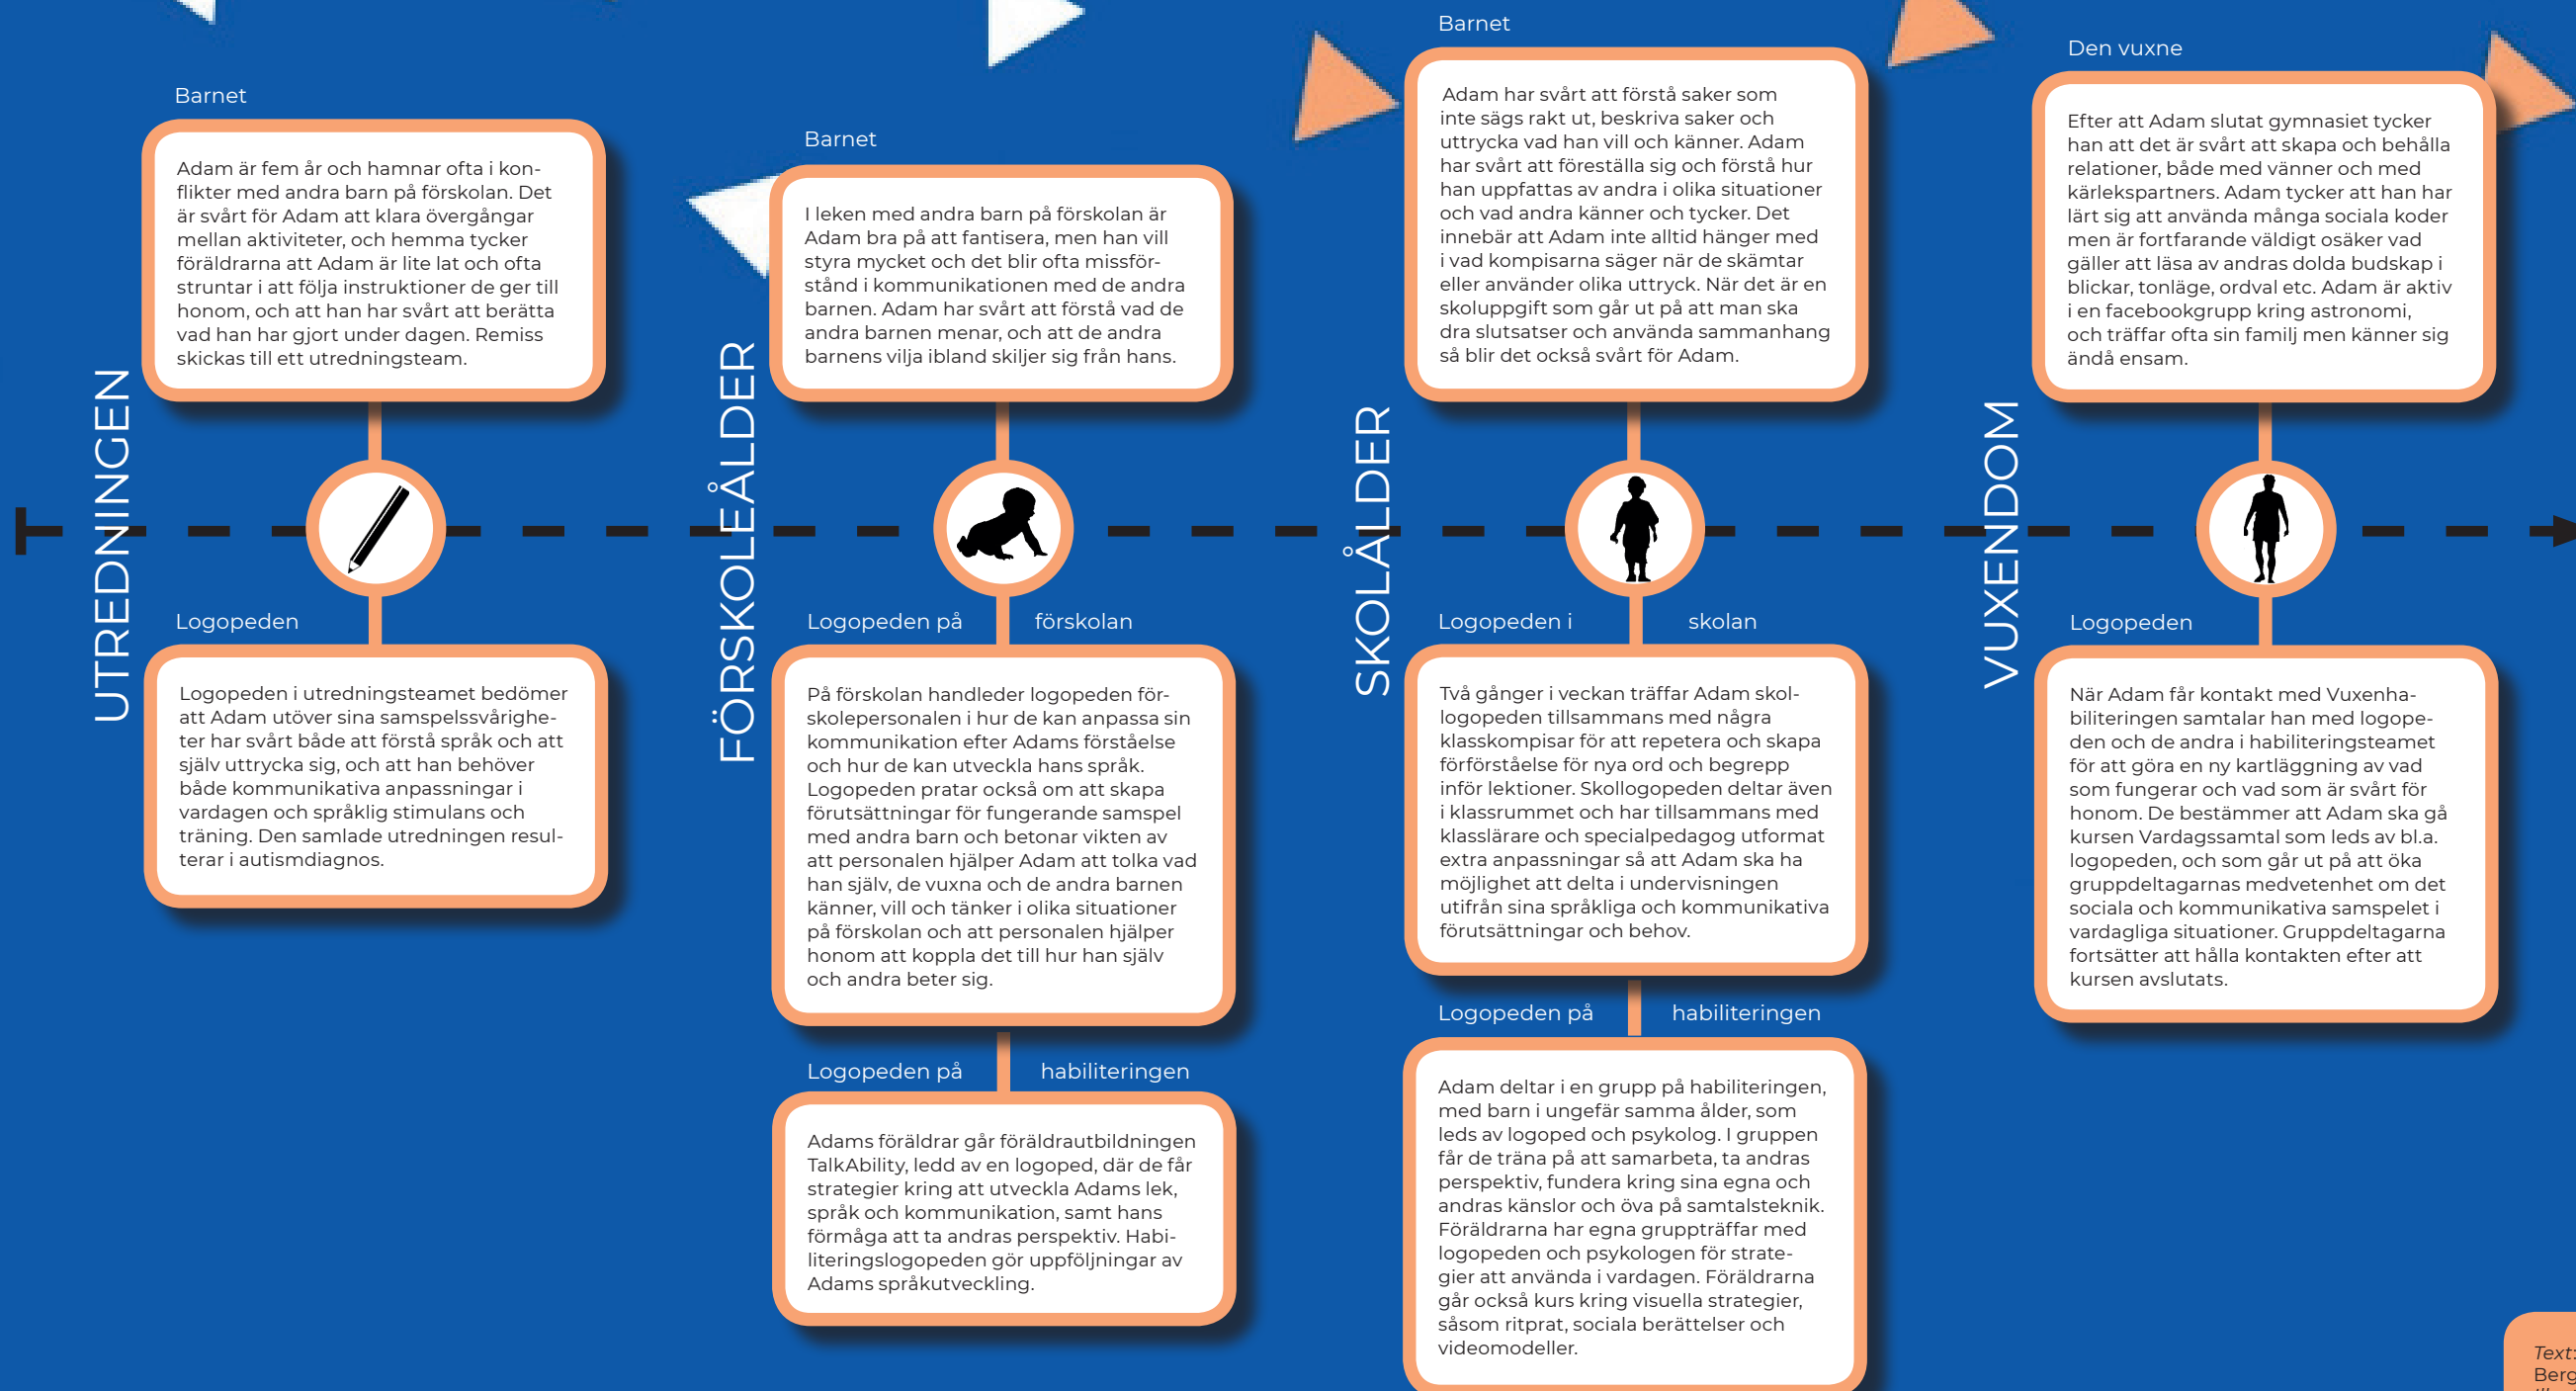 UTREDNINGEN
Barnet
Adam är fem år och hamnar ofta i kon-
flikter med andra barn på förskolan. Det
är svårt för Adam att klara övergångar
mellan aktiviteter, och hemma tycker
föräldrarna att Adam är lite lat och ofta
struntar i att följa instruktioner de ger till
honom, och att han har svårt att berätta
vad han har gjort under dagen. Remiss
skickas till ett utredningsteam.
Logopeden
Logopeden i utredningsteamet bedömer
att Adam utöver sina samspelssvårighe-
ter har svårt både att förstå språk och att
själv uttrycka sig, och att han behöver
både kommunikativa anpassningar i
vardagen och språklig stimulans och
träning. Den samlade utredningen resul-
terar i autismdiagnos.
FÖRSKOLEÅLDER
Barnet
I leken med andra barn på förskolan är
Adam bra på att fantisera, men han vill
styra mycket och det blir ofta missför-
stånd i kommunikationen med de andra
barnen. Adam har svårt att förstå vad de
andra barnen menar, och att de andra
barnens vilja ibland skiljer sig från hans.
Logopeden på förskolan
På förskolan handleder logopeden för-
skolepersonalen i hur de kan anpassa sin
kommunikation efter Adams förståelse
och hur de kan utveckla hans språk.
Logopeden pratar också om att skapa
förutsättningar för fungerande samspel
med andra barn och betonar vikten av
att personalen hjälper Adam att tolka vad
han själv, de vuxna och de andra barnen
känner, vill och tänker i olika situationer
på förskolan och att personalen hjälper
honom att koppla det till hur han själv
och andra beter sig.
Logopeden på habiliteringen
Adams föräldrar går föräldrautbildningen
TalkAbility, ledd av en logoped, där de får
strategier kring att utveckla Adams lek,
språk och kommunikation, samt hans
förmåga att ta andras perspektiv. Habi-
literingslogopeden gör uppföljningar av
Adams språkutveckling.
SKOLÅLDER
Barnet
Adam har svårt att förstå saker som
inte sägs rakt ut, beskriva saker och
uttrycka vad han vill och känner. Adam
har svårt att föreställa sig och förstå hur
han uppfattas av andra i olika situationer
och vad andra känner och tycker. Det
innebär att Adam inte alltid hänger med
i vad kompisarna säger när de skämtar
eller använder olika uttryck. När det är en
skoluppgift som går ut på att man ska
dra slutsatser och använda sammanhang
så blir det också svårt för Adam.
Logopeden i skolan
Två gånger i veckan träffar Adam skol-
logopeden tillsammans med några
klasskompisar för att repetera och skapa
förförståelse för nya ord och begrepp
inför lektioner. Skollogopeden deltar även
i klassrummet och har tillsammans med
klasslärare och specialpedagog utformat
extra anpassningar så att Adam ska ha
möjlighet att delta i undervisningen
utifrån sina språkliga och kommunikativa
förutsättningar och behov.
Logopeden på habiliteringen
Adam deltar i en grupp på habiliteringen,
med barn i ungefär samma ålder, som
leds av logoped och psykolog. I gruppen
får de träna på att samarbeta, ta andras
perspektiv, fundera kring sina egna och
andras känslor och öva på samtalsteknik.
Föräldrarna har egna gruppträffar med
logopeden och psykologen för strate-
gier att använda i vardagen. Föräldrarna
går också kurs kring visuella strategier,
såsom ritprat, sociala berättelser och
videomodeller.
VUXENDOM
Den vuxne
Efter att Adam slutat gymnasiet tycker
han att det är svårt att skapa och behålla
relationer, både med vänner och med
kärlekspartners. Adam tycker att han har
lärt sig att använda många sociala koder
men är fortfarande väldigt osäker vad
gäller att läsa av andras dolda budskap i
blickar, tonläge, ordval etc. Adam är aktiv
i en facebookgrupp kring astronomi,
och träffar ofta sin familj men känner sig
ändå ensam.
Logopeden
När Adam får kontakt med Vuxenha-
biliteringen samtalar han med logope-
den och de andra i habiliteringsteamet
för att göra en ny kartläggning av vad
som fungerar och vad som är svårt för
honom. De bestämmer att Adam ska gå
kursen Vardagssamtal som leds av bl.a.
logopeden, och som går ut på att öka
gruppdeltagarnas medvetenhet om det
sociala och kommunikativa samspelet i
vardagliga situationer. Gruppdeltagarna
fortsätter att hålla kontakten efter att
kursen avslutats.
Text:
Berg